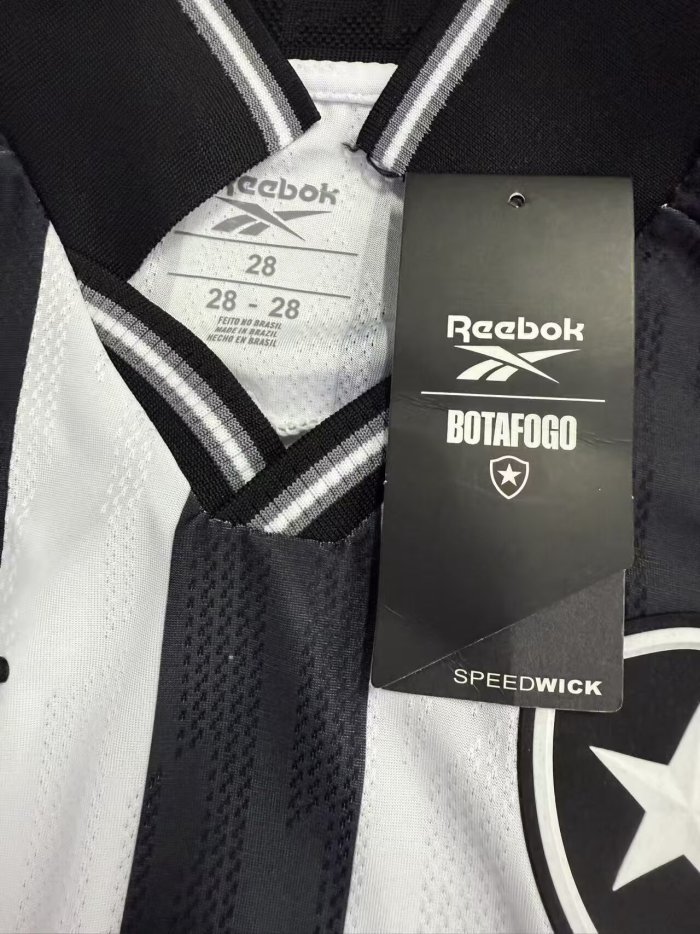 Reebok
28
28 - 28
FEITO NO BRASIL
MADE IN BRAZIL
HECHO EN BRASIL
Reebok
BOTAFOGO
SPEEDWICK